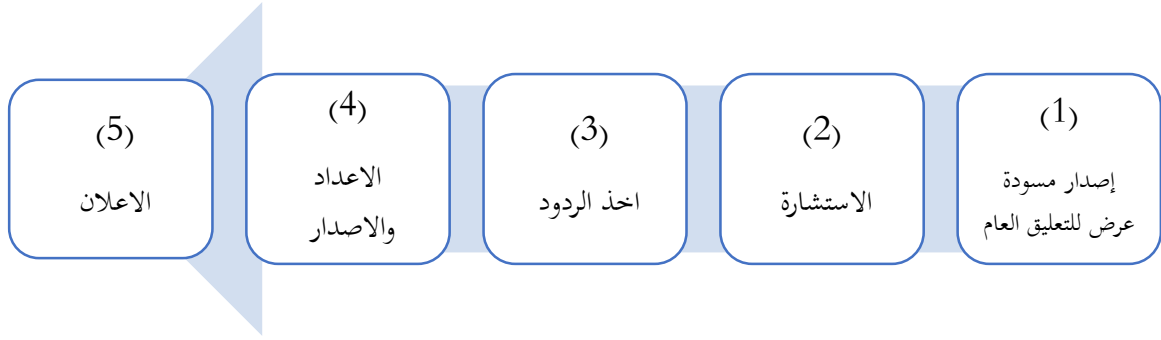 (1)
إصدار مسودة
عرض للتعليق العام
(2)
الاستشارة
(3)
اخذ الردود
(4)
الاعداد
والاصدار
(5)
الاعلان